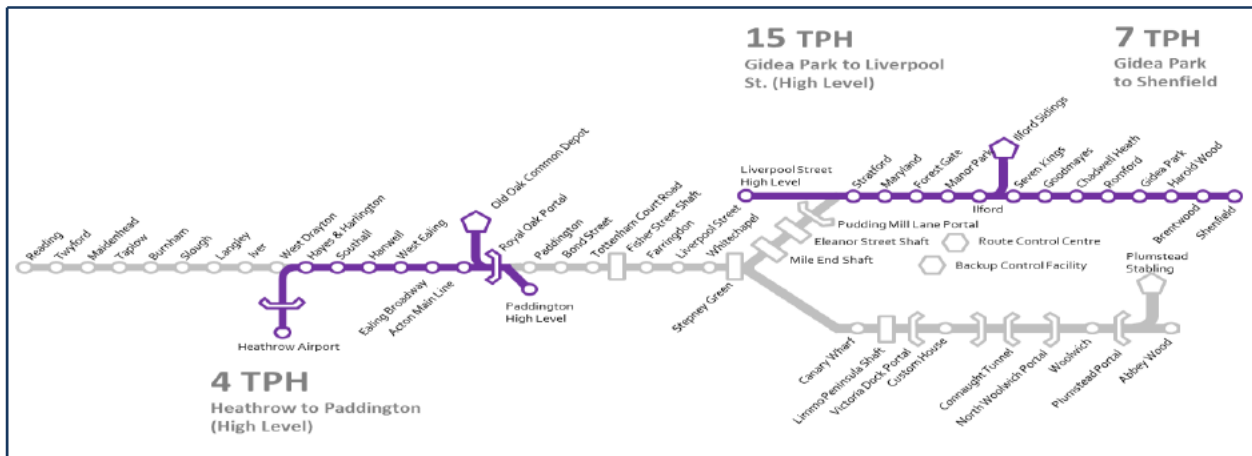 15 TPH
Gidea Park to Liverpool
St. (High Level)
7 TPH
Gidea Park
to Shenfield
Reading
Twyford
Maidenhead
Taplow
Burnham
Slough
Langley
Iver
West Drayton
Hayes & Harlington
Southall
Hanwell
West Ealing
Ealing Broadway
Acton Main Line
Old Oak Common Depot
Royal Oak Portal
Paddington
Bond Street
Tottenham Court Road
Fisher Street Shaft
Farringdon
Liverpool Street
Whitechapel
Stepney Green
Liverpool Street
High Level
Stratford
Maryland
Forest Gate
Manor Park
Ilford
Ilford Sidings
Seven Kings
Goodmayes
Chadwell Heath
Romford
Gidea Park
Harold Wood
Brentwood
Shenfield
Pudding Mill Lane Portal
Eleanor Street Shaft
Mile End Shaft
Route Control Centre
Backup Control Facility
Plumstead
Stabling
Paddington
High Level
Heathrow Airport
Canary Wharf
Limmo Peninsula Shaft
Victoria Dock Portal
Custom House
Connaught Tunnel
North Woolwich Portal
Woolwich
Plumstead Portal
Abbey Wood
4 TPH
Heathrow to Paddington
(High Level)